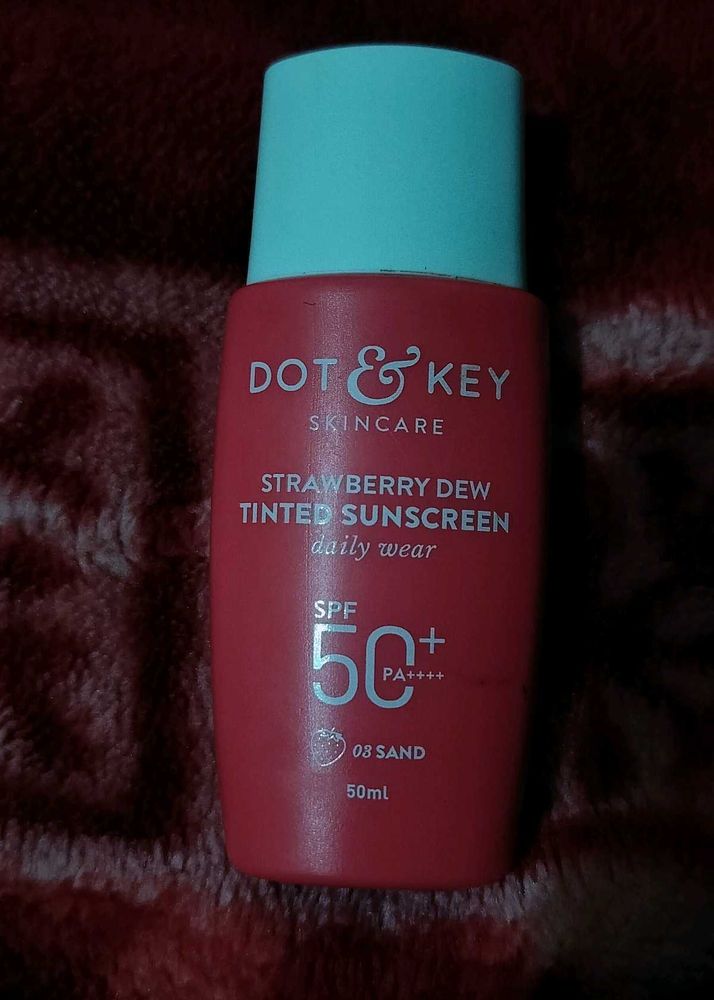 DOT & KEY
SKINCARE
STRAWBERRY DEW
TINTED SUNSCREEN
daily wear
SPF
50+
PA++++
03 SAND
50ml